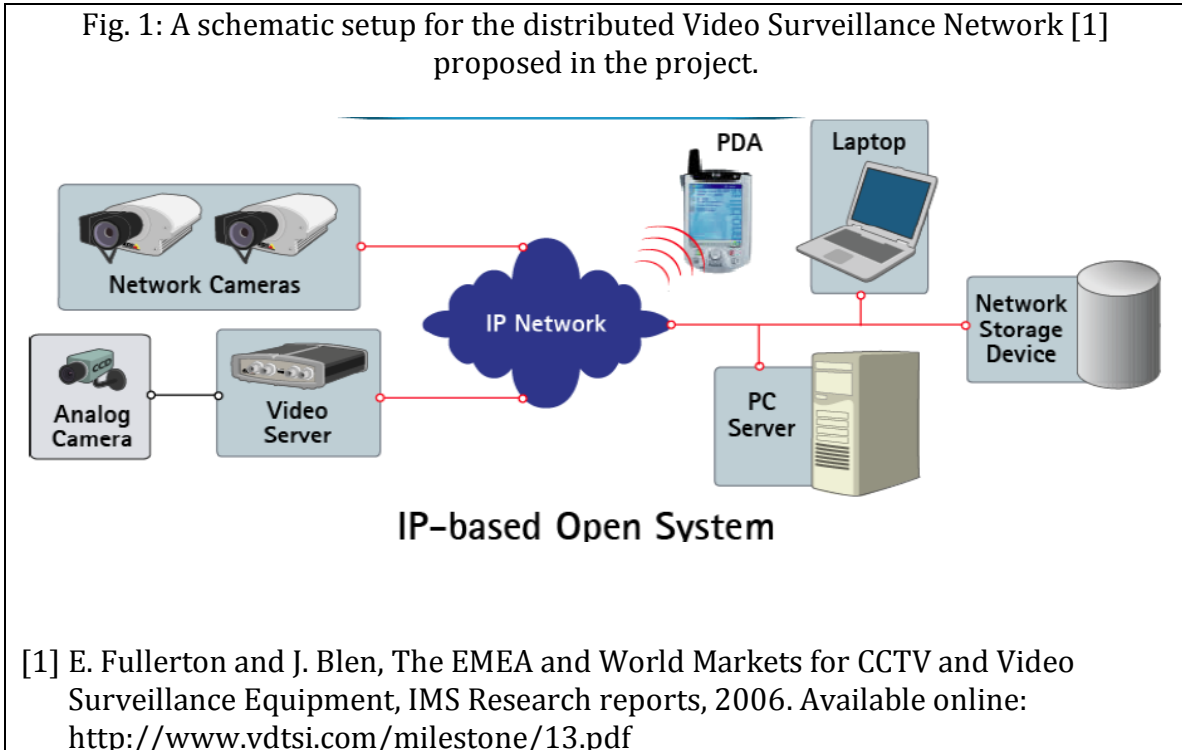 Fig. 1: A schematic setup for the distributed Video Surveillance Network [1]
proposed in the project.
PDA
Laptop
Network Cameras
IP Network
Network
Storage
Device
Analog
Camera
Video
Server
PC
Server
IP-based Open System
[1] E. Fullerton and J. Blen, The EMEA and World Markets for CCTV and Video
Surveillance Equipment, IMS Research reports, 2006. Available online:
http://www.vdtsi.com/milestone/13.pdf